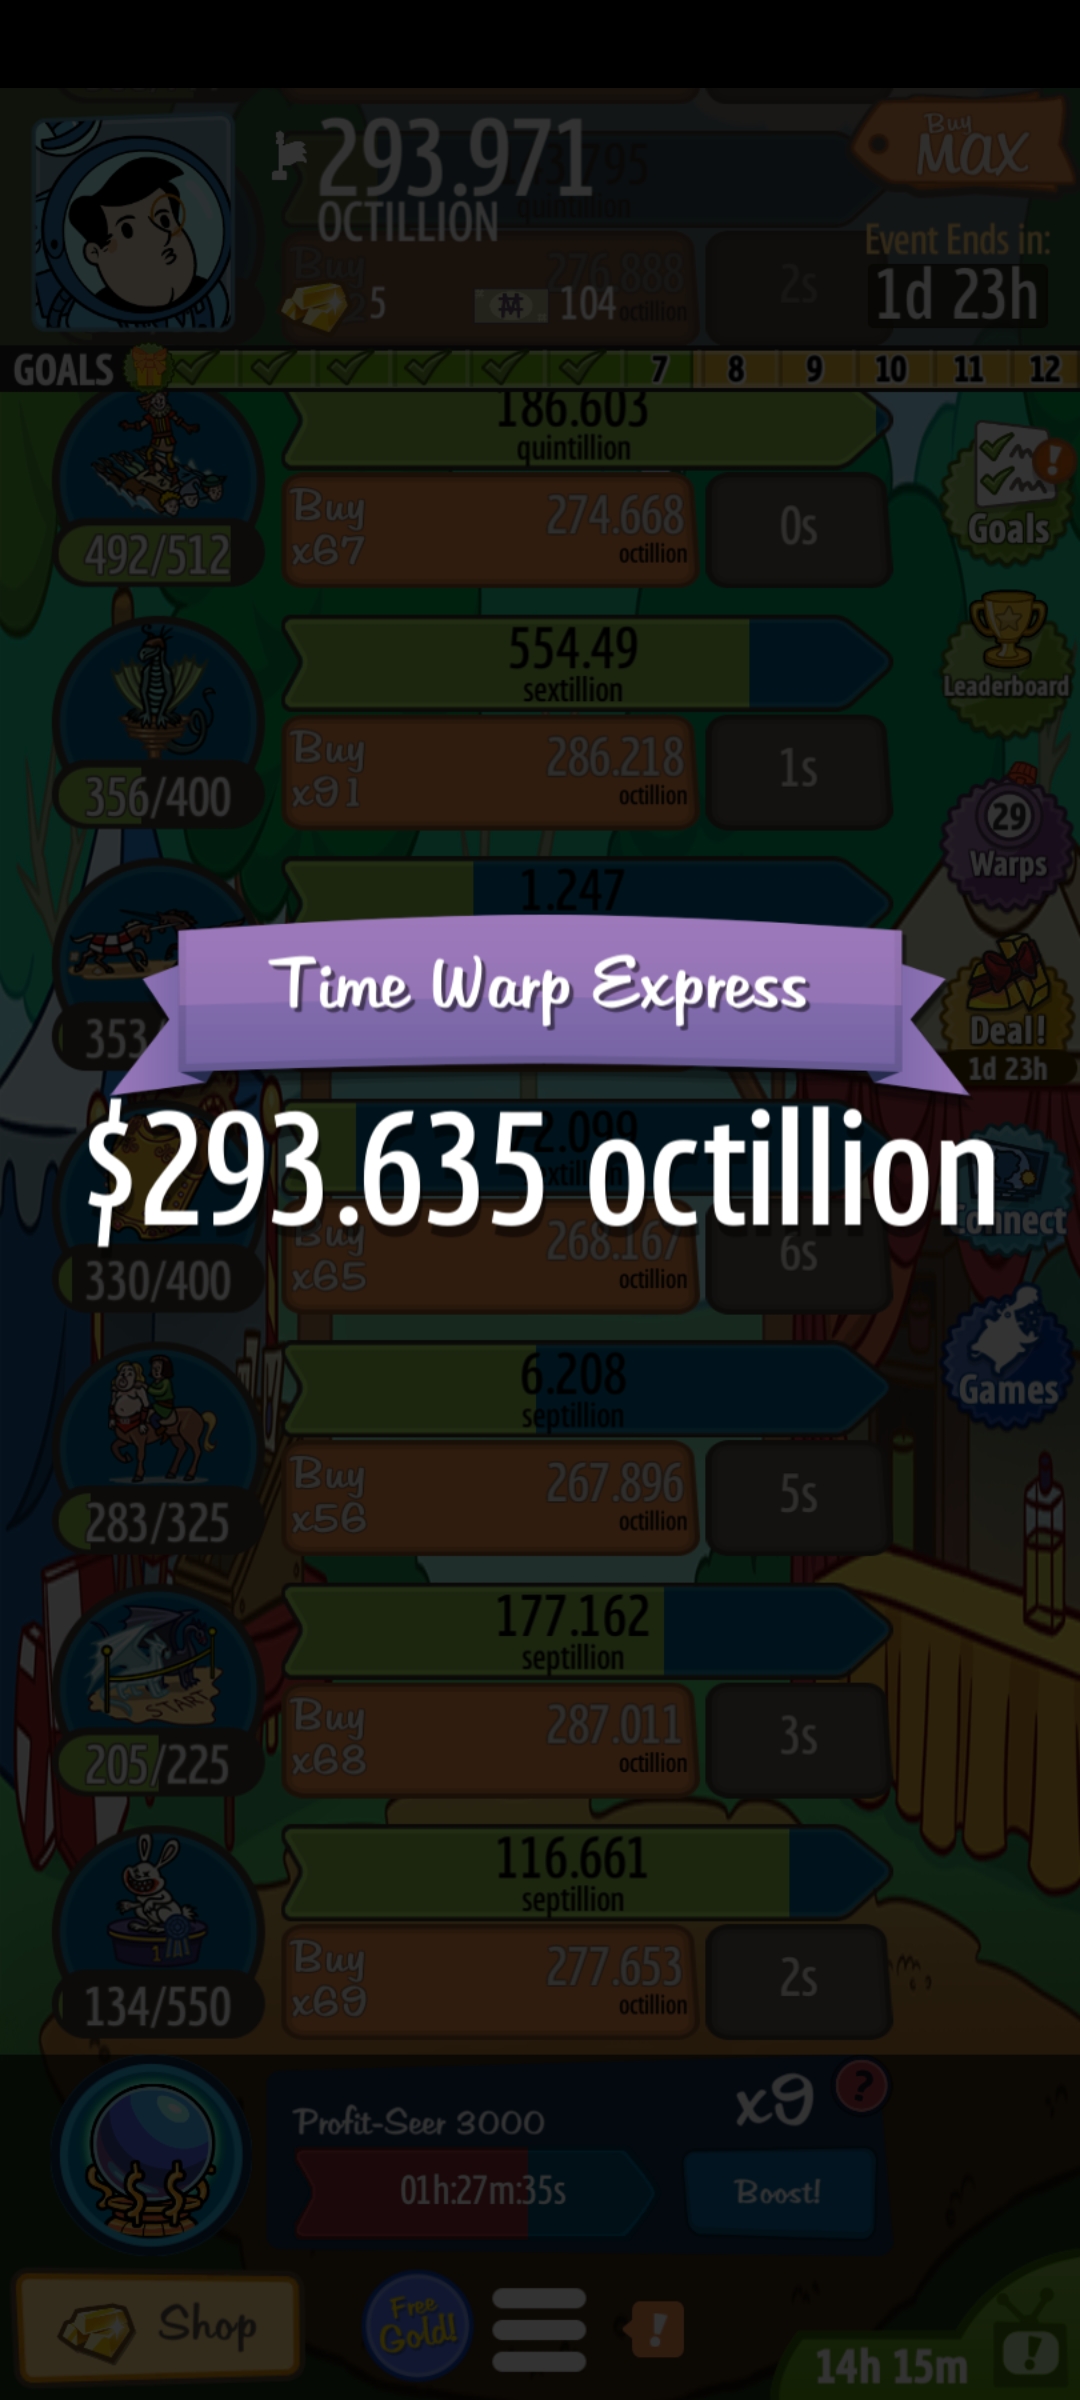 293.971
OCTILLION
Buy
MAX
quintillion
Event Ends in:
1d 23h
Buy
276.888
octillion
2s
5
104
GOALS 7 8 9 10 11 12
186.603
quintillion
Buy
x67
274.668
octillion
0s
492/512
Goals
554.49
sextillion
Buy
x91
286.218
octillion
1s
356/400
Leaderboard
29
Warps
1.247
353
Deal!
1d 23h
Time Warp Express
$293.635 octillion
2.099
Buy
x65
268.167
octillion
6s
330/400
Connect
Games
6.208
septillion
Buy
x56
267.896
octillion
5s
283/325
177.162
septillion
Buy
x68
287.011
octillion
3s
START
205/225
116.661
septillion
Buy
x69
277.653
octillion
2s
1
134/550
Profit-Seer 3000
x9
?
01h:27m:35s
Boost!
Shop
Free
Gold!
!
14h 15m
!